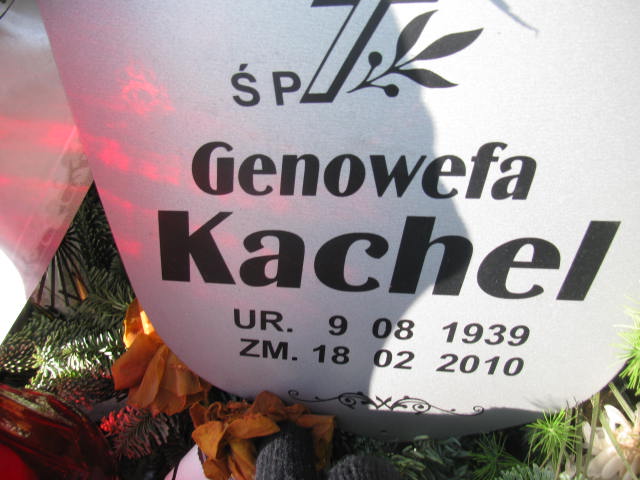 ŚP
Genowefa
Kachel
UR. 9 08 1939
ZM. 18 02 2010